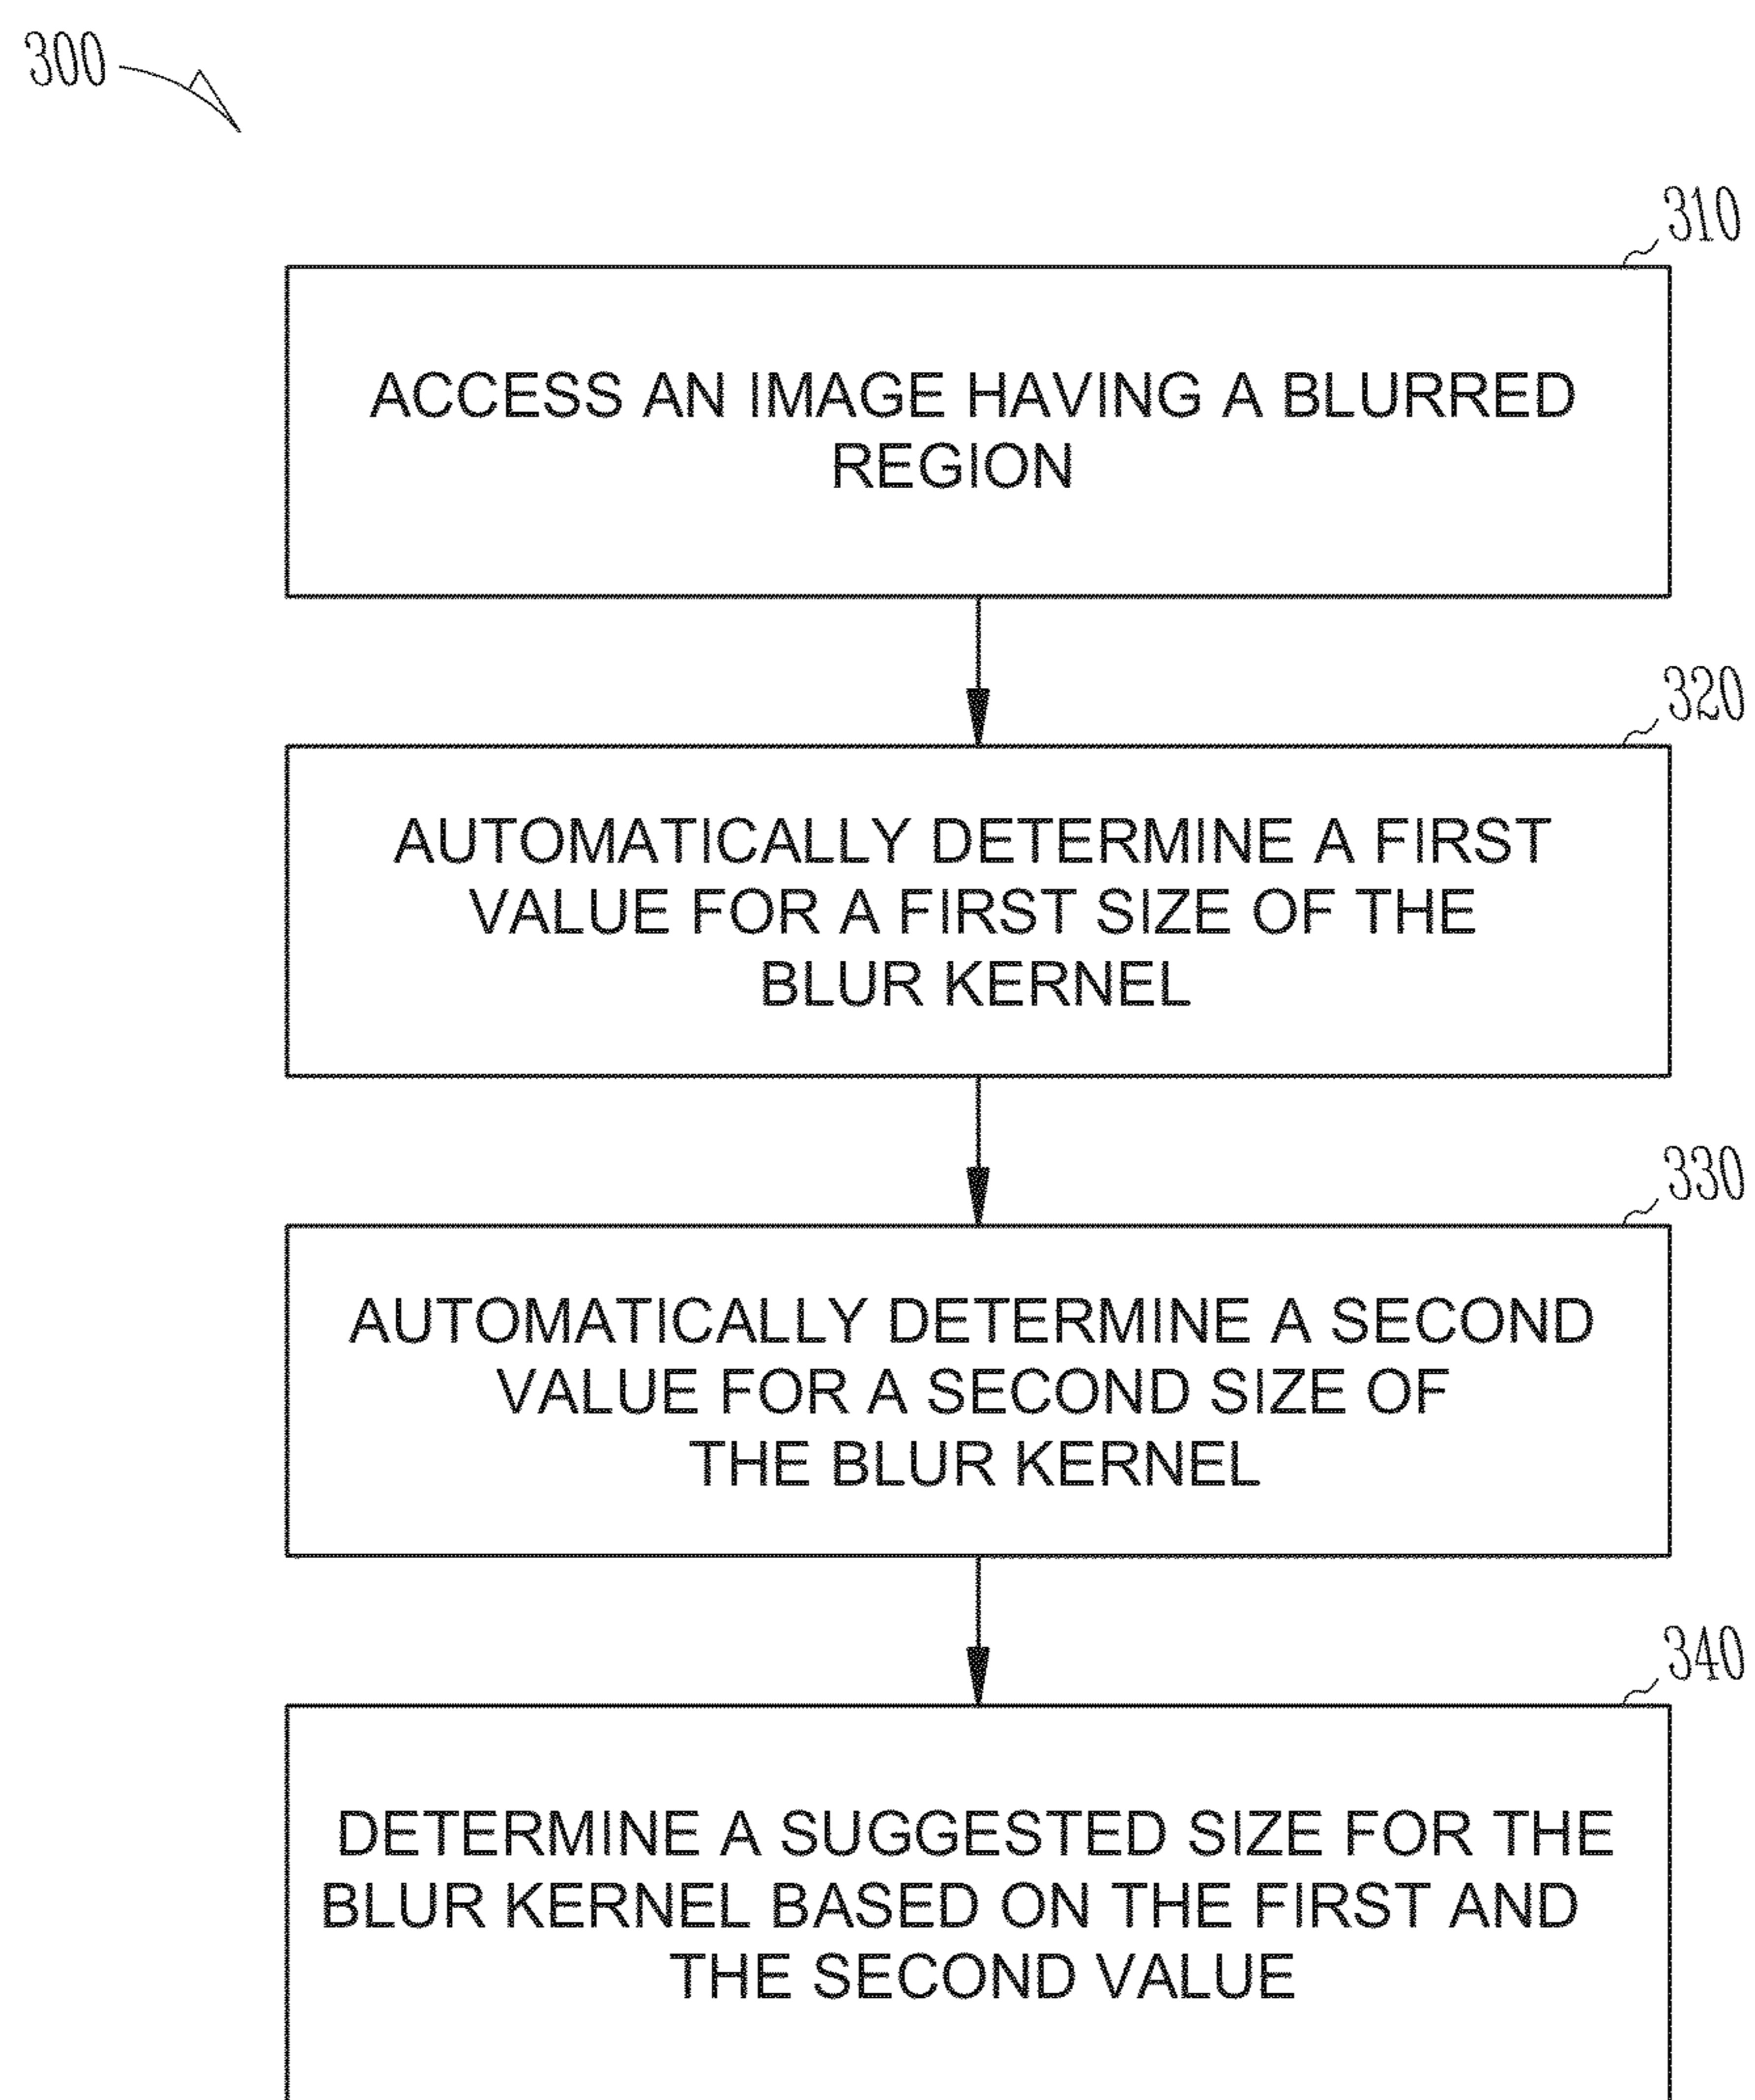 300
310
ACCESS AN IMAGE HAVING A BLURRED
REGION
320
AUTOMATICALLY DETERMINE A FIRST
VALUE FOR A FIRST SIZE OF THE
BLUR KERNEL
330
AUTOMATICALLY DETERMINE A SECOND
VALUE FOR A SECOND SIZE OF
THE BLUR KERNEL
340
DETERMINE A SUGGESTED SIZE FOR THE
BLUR KERNEL BASED ON THE FIRST AND
THE SECOND VALUE